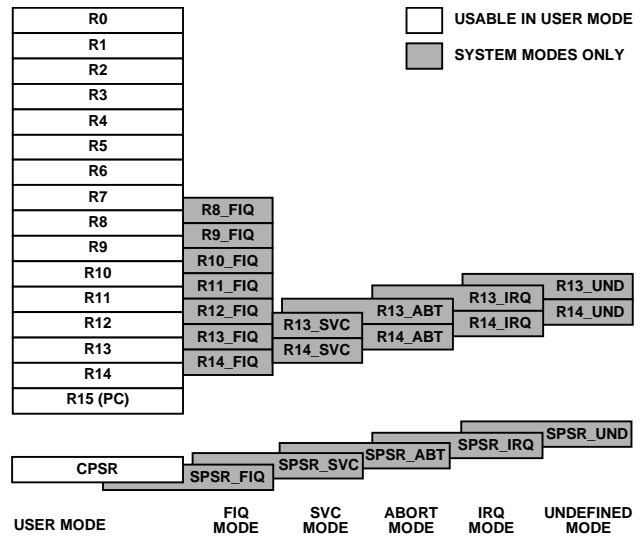 USABLE IN USER MODE
SYSTEM MODES ONLY
R0
R1
R2
R3
R4
R5
R6
R7
R8
R9
R10
R11
R12
R13
R14
R15 (PC)
R8_FIQ
R9_FIQ
R10_FIQ
R11_FIQ
R12_FIQ
R13_FIQ
R14_FIQ
R13_SVC
R14_SVC
R13_ABT
R14_ABT
R13_IRQ
R14_IRQ
R13_UND
R14_UND
CPSR
SPSR_FIQ
SPSR_SVC
SPSR_ABT
SPSR_IRQ
SPSR_UND
USER MODE
FIQ
MODE
SVC
MODE
ABORT
MODE
IRQ
MODE
UNDEFINED
MODE